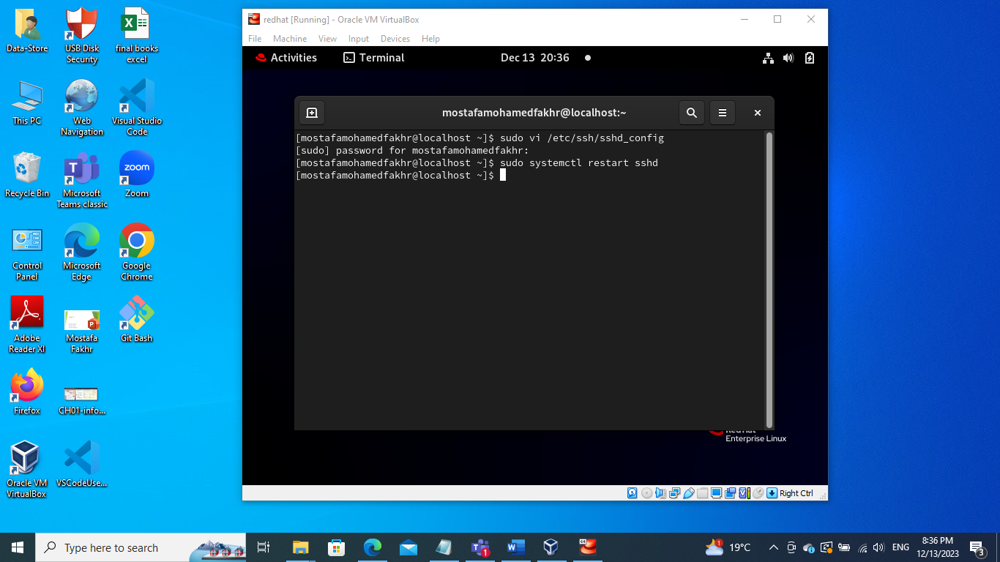 Data-Store
USB Disk
Security
final books
excel
This PC
Web
Navigation
Visual Studio
Code
Recycle Bin
Microsoft
Teams classic
Zoom
zoom
Control
Panel
Microsoft
Edge
Google
Chrome
Adobe
Reader XI
Mostafa
Fakhr
Git Bash
Firefox
CH01-info...
Oracle VM
VirtualBox
VSCodeUse...
redhat [Running] - Oracle VM VirtualBox
File Machine View Input Devices Help
Activities Terminal Dec 13 20:36
mostafamohamedfakhr@localhost:~
[mostafamohamedfakhr@localhost ~]$ sudo vi /etc/ssh/sshd_config
[sudo] password for mostafamohamedfakhr:
[mostafamohamedfakhr@localhost ~]$ sudo systemctl restart sshd
[mostafamohamedfakhr@localhost ~]$
Enterprise Linux
Right Ctrl
Type here to search
1
1
19°C
ENG
8:36 PM
12/13/2023
3